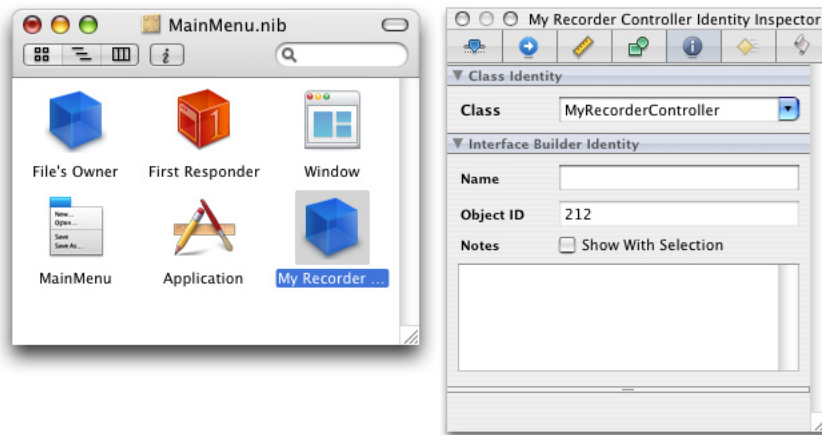 MainMenu.nib
File's Owner
First Responder
Window
1
New...
Open...
Save
Save As...
MainMenu
Application
My Recorder ...
My Recorder Controller Identity Inspector
Class Identity
Class MyRecorderController
Interface Builder Identity
Name
Object ID 212
Notes Show With Selection